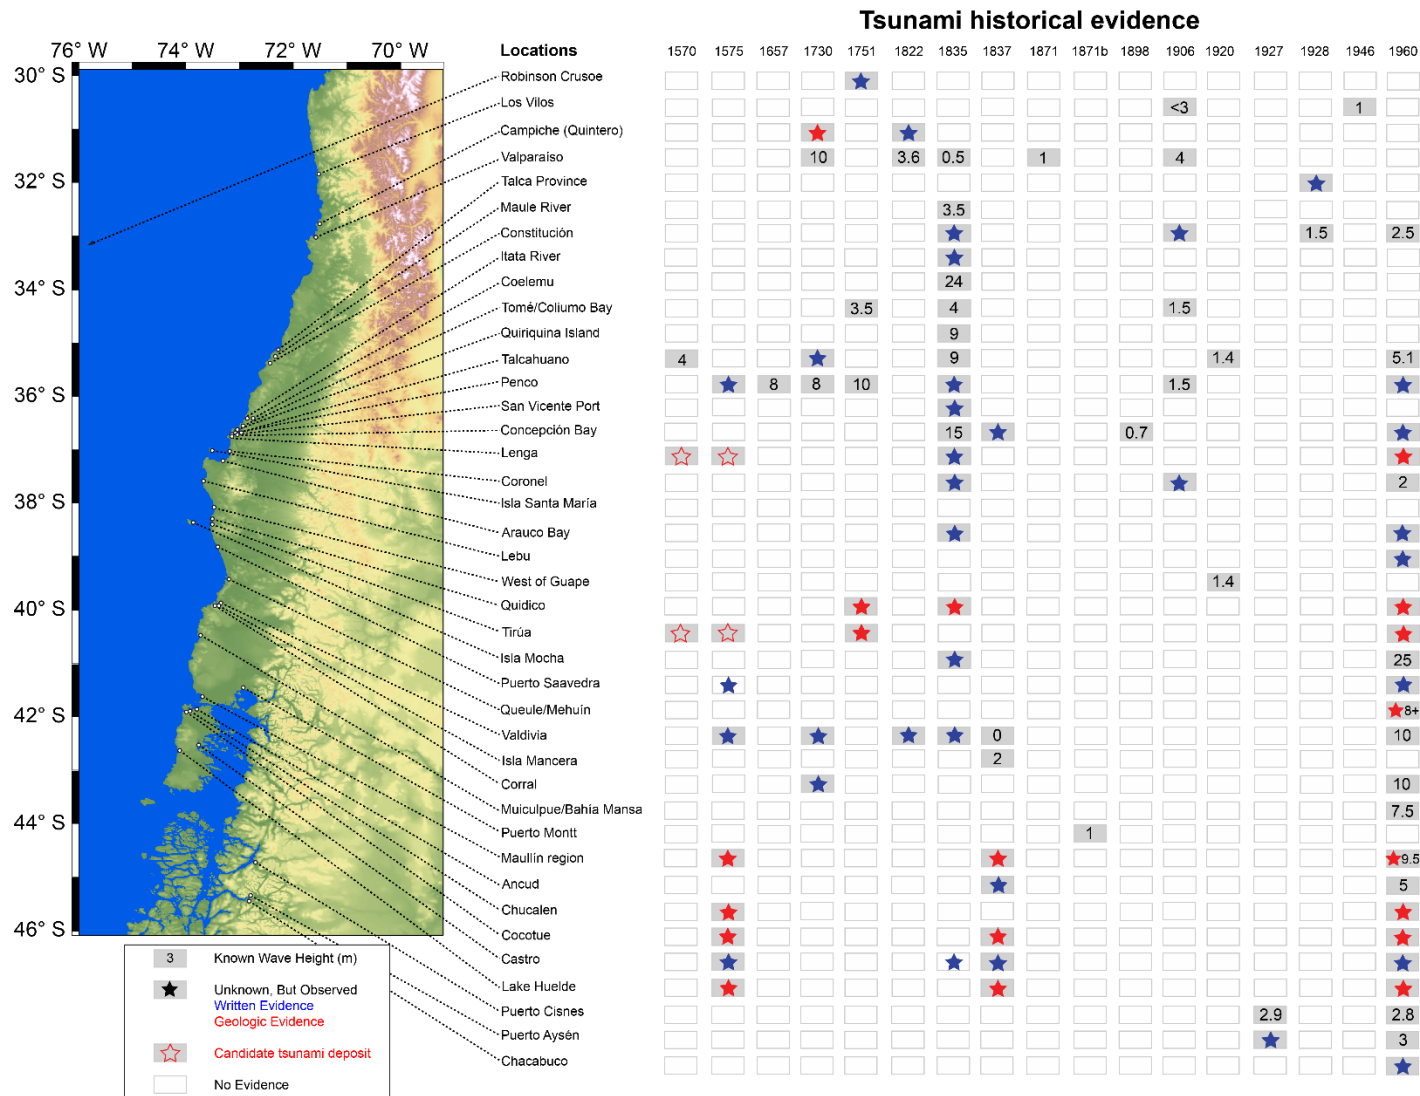 Tsunami historical evidence
76° W 74° W 72° W 70° W
Locations 1570 1575 1657 1730 1751 1822 1835 1837 1871 1871b 1898 1906 1920 1927 1928 1946 1960
30° S
Robinson Crusoe
Los Vilos <3 1
Campiche (Quintero)
Valparaiso 10 3.6 0.5 1 4
32° S
Talca Province
Maule River 3.5
Constitución 1.5 2.5
Itata River
34° S
Coelemu 24
Tomé/Coliumo Bay 3.5 4 1.5
Quiriquina Island 9
Talcahuano 4 9 1.4 5.1
36° S
Penco 8 8 10 1.5
San Vicente Port
Concepción Bay 15 0.7
Lenga
Coronel 2
38° S
Isla Santa María
Arauco Bay
Lebu
West of Guape 1.4
40° S
Quidico
Tirúa
Isla Mocha 25
Puerto Saavedra
42° S
Queule/Mehuín 8+
Valdivia 0 10
Isla Mancera 2
Corral 10
Muiculpue/Bahía Mansa 7.5
44° S
Puerto Montt 1
Maullín region 9.5
Ancud 5
Chucalen
46° S
Cocotue
Castro
Lake Huelde
Puerto Cisnes 2.9 2.8
Puerto Aysén 3
Chacabuco
3 Known Wave Height (m)
Unknown, But Observed
Written Evidence
Geologic Evidence
Candidate tsunami deposit
No Evidence